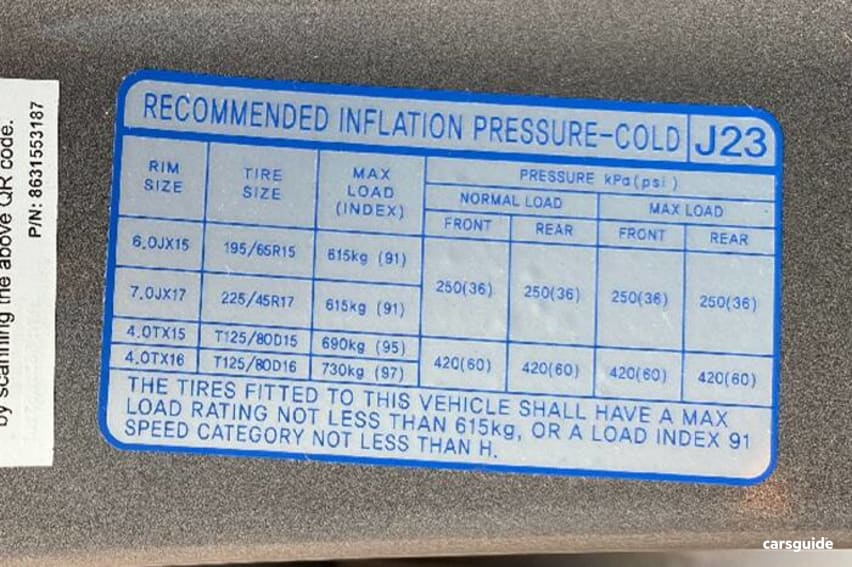 RECOMMENDED INFLATION PRESSURE-COLD J23
RIM SIZE TIRE SIZE MAX LOAD (INDEX) PRESSURE kPa(psi)
NORMAL LOAD MAX LOAD
FRONT REAR FRONT REAR
6.0JX15 195/65R15 615kg (91)
7.0JX17 225/45R17 615kg (91)
250(36) 250(36) 250(36) 250(36)
4.0TX15 T125/80D15 690kg (95)
4.0TX16 T125/80D16 730kg (97)
420(60) 420(60) 420(60) 420(60)
THE TIRES FITTED TO THIS VEHICLE SHALL HAVE A MAX
LOAD RATING NOT LESS THAN 615kg, OR A LOAD INDEX 91
SPEED CATEGORY NOT LESS THAN H.
by scanning the above QR code.
P/N: 8631553187
carsguide